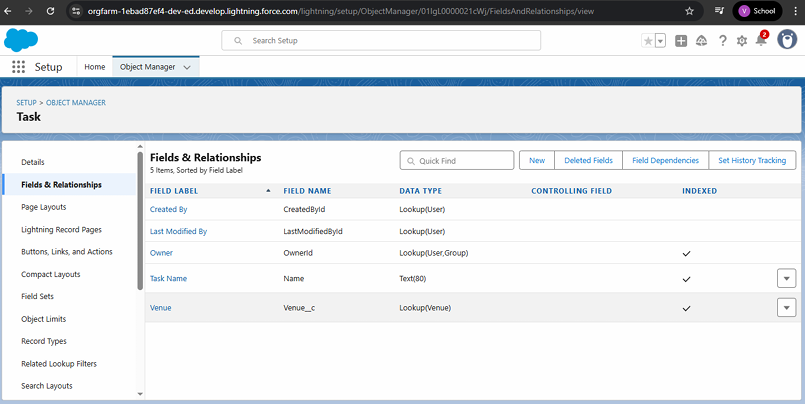 orgfarm-1ebad87ef4-dev-ed.develop.lightning.force.com/lightning/setup/ObjectManager/01IgL0000021cWj/FieldsAndRelationships/view
V School
Search Setup
2
Setup Home Object Manager
SETUP > OBJECT MANAGER
Task
Details
Fields & Relationships
Page Layouts
Lightning Record Pages
Buttons, Links, and Actions
Compact Layouts
Field Sets
Object Limits
Record Types
Related Lookup Filters
Search Layouts
Fields & Relationships
5 Items, Sorted by Field Label
Quick Find
New Deleted Fields Field Dependencies Set History Tracking
FIELD LABEL FIELD NAME DATA TYPE CONTROLLING FIELD INDEXED
Created By CreatedById Lookup(User)
Last Modified By LastModifiedById Lookup(User)
Owner OwnerId Lookup(User,Group)
Task Name Name Text(80)
Venue Venue__c Lookup(Venue)